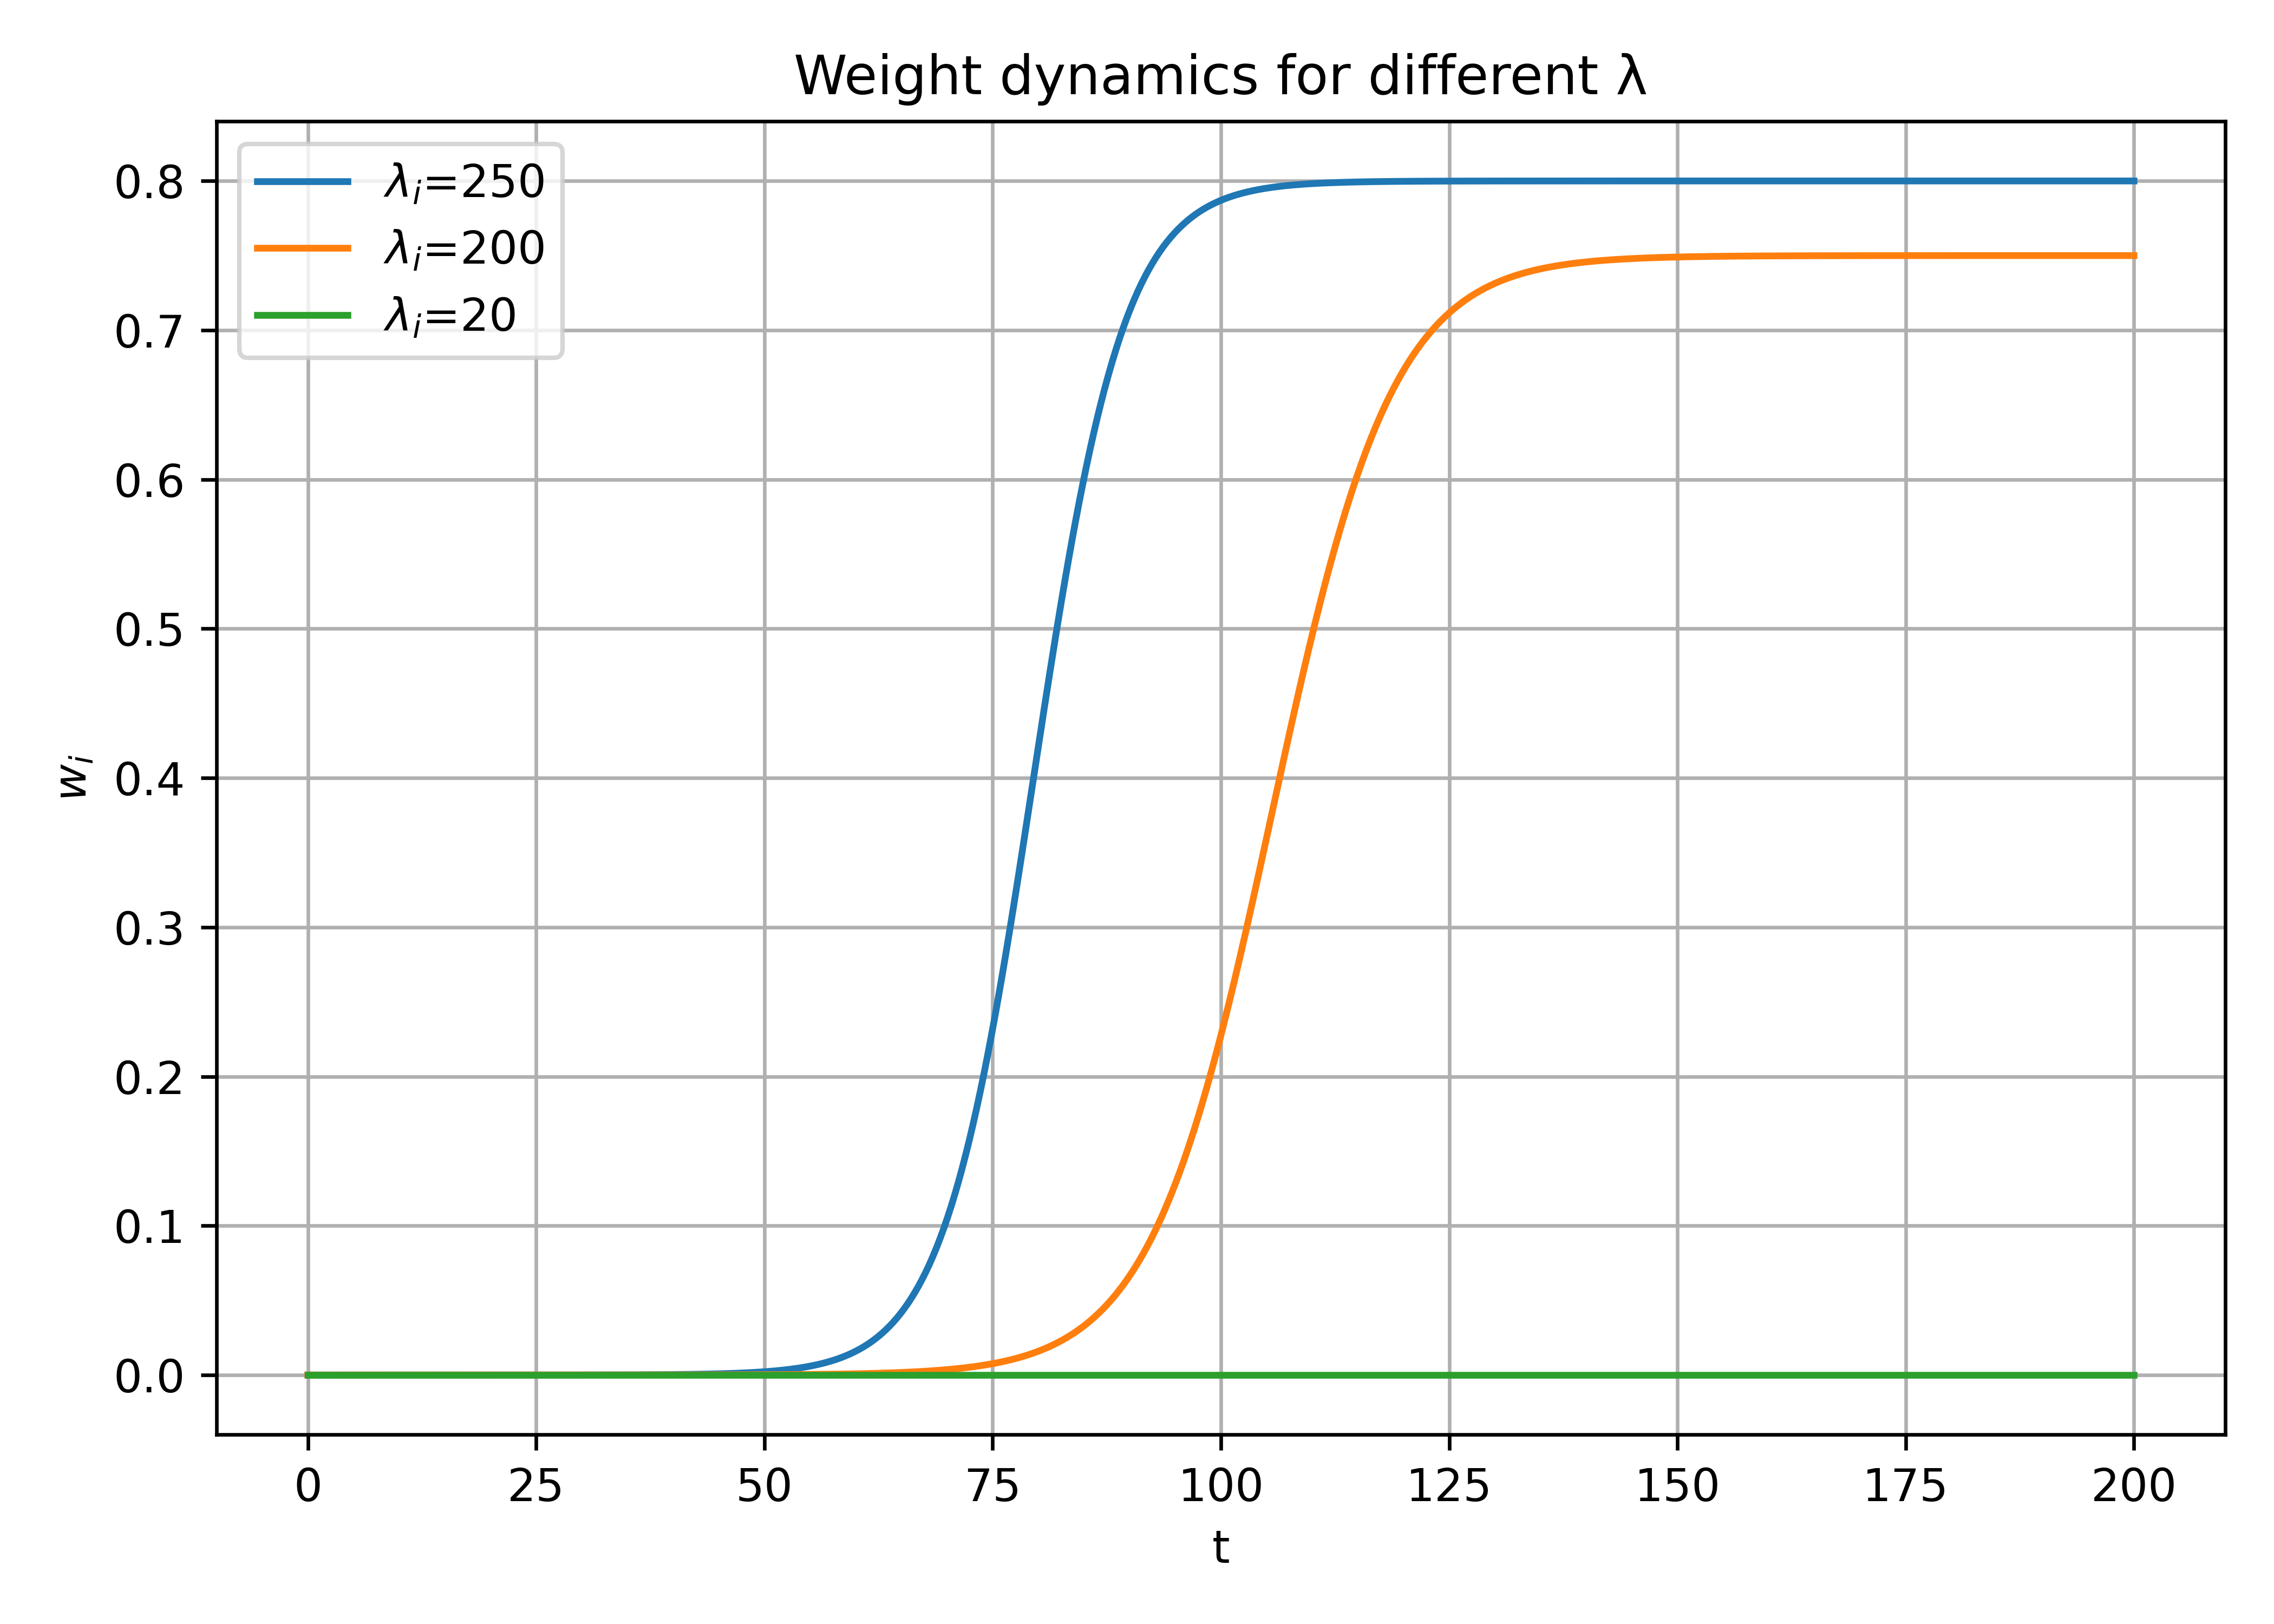 Weight dynamics for different λ
λᵢ=250
λᵢ=200
λᵢ=20
wᵢ
0.8
0.7
0.6
0.5
0.4
0.3
0.2
0.1
0.0
0 25 50 75 100 125 150 175 200
t